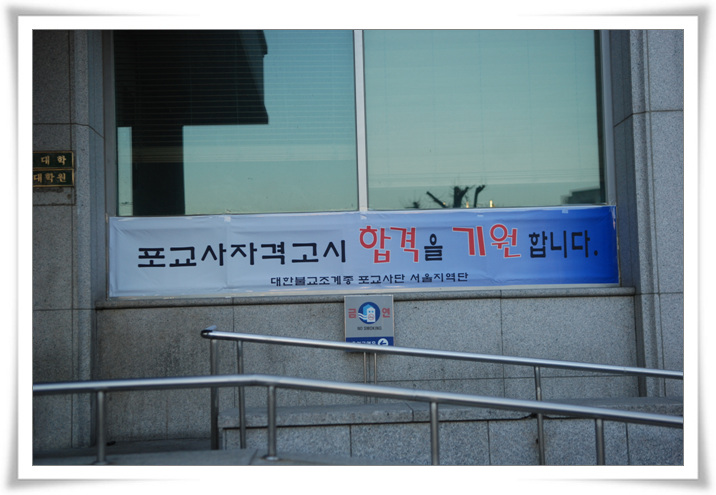 대학
대학원
포교사자격고시 합격을 기원합니다.
대한불교조계종 포교사단 서울지역단
금연
NO SMOKING